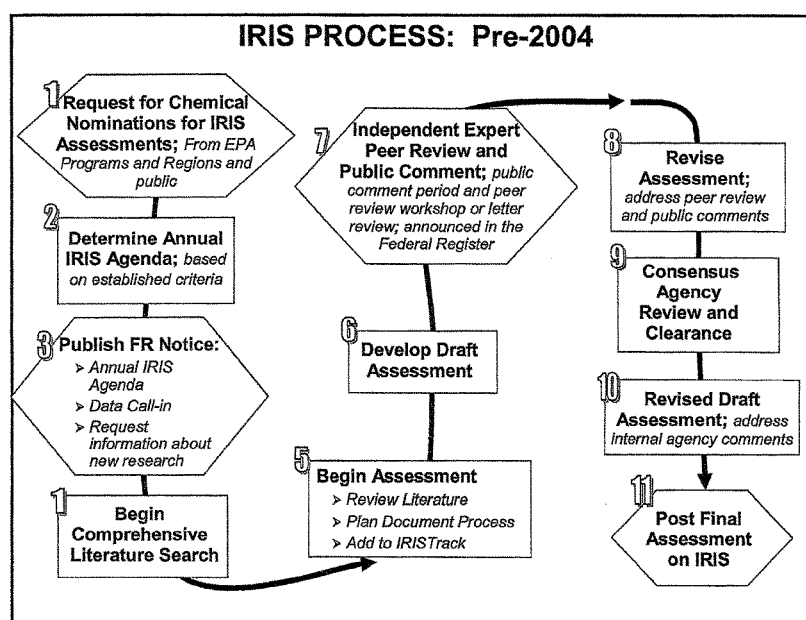 IRIS PROCESS: Pre-2004
1
Request for Chemical
Nominations for IRIS
Assessments; From EPA
Programs and Regions and
public
2
Determine Annual
IRIS Agenda; based
on established criteria
3
Publish FR Notice:
➢ Annual IRIS
Agenda
➢ Data Call-in
➢ Request
information about
new research
1
Begin
Comprehensive
Literature Search
5
Begin Assessment
➢ Review Literature
➢ Plan Document Process
➢ Add to IRISTrack
6
Develop Draft
Assessment
7
Independent Expert
Peer Review and
Public Comment; public
comment period and peer
review workshop or letter
review; announced in the
Federal Register
8
Revise
Assessment;
address peer review
and public comments
9
Consensus
Agency
Review and
Clearance
10
Revised Draft
Assessment; address
internal agency comments
11
Post Final
Assessment
on IRIS